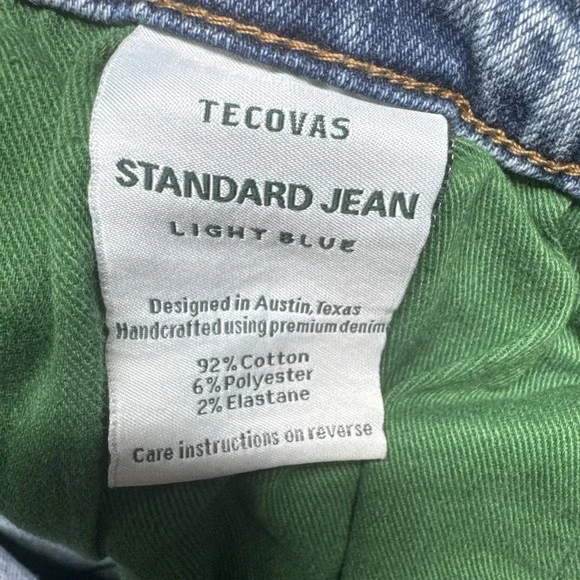 TECOVAS
STANDARD JEAN
LIGHT BLUE
Designed in Austin, Texas
Handcrafted using premium denim
92% Cotton
6% Polyester
2% Elastane
Care instructions on reverse